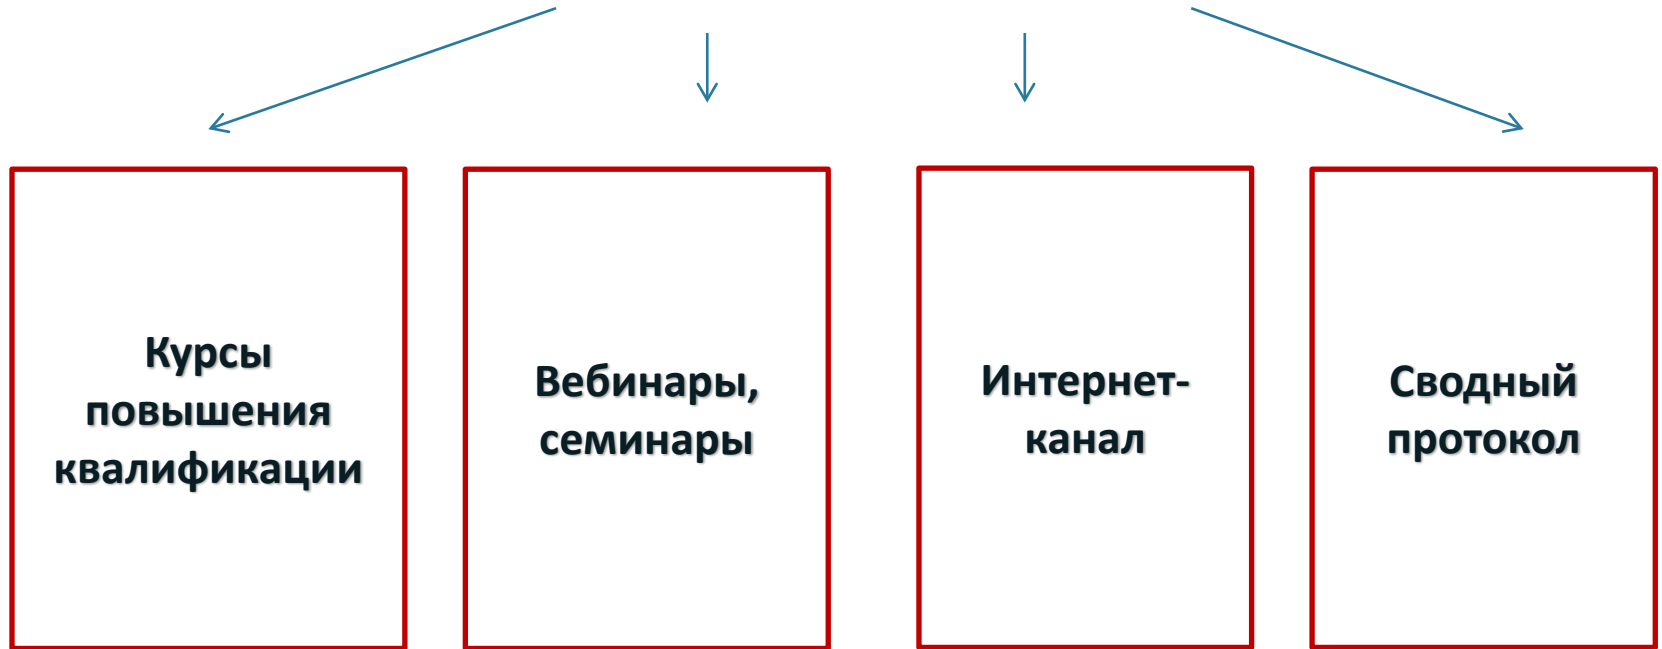 Курсы
повышения
квалификации
Вебинары,
семинары
Интернет-
канал
Сводный
протокол